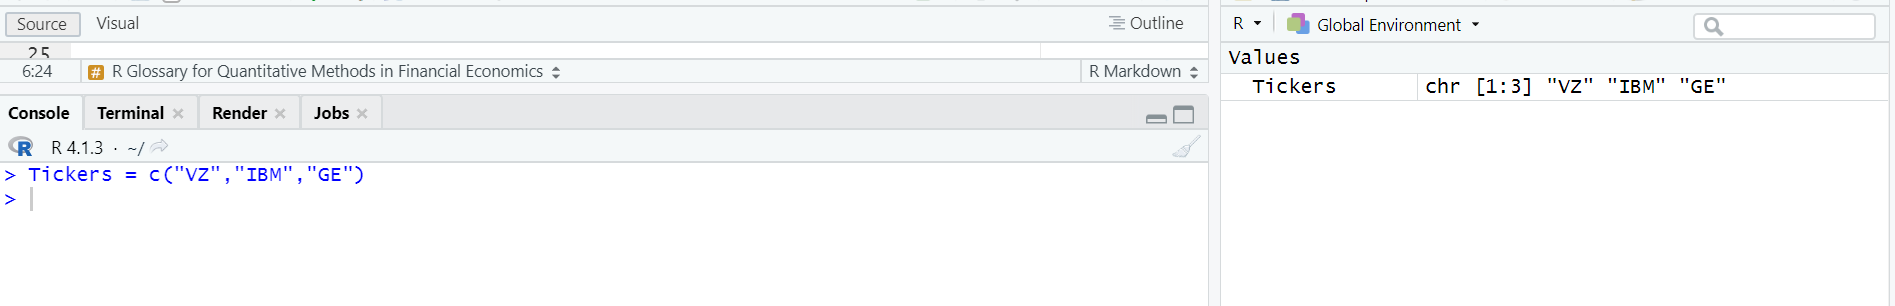 Source Visual Outline
25
6:24 # R Glossary for Quantitative Methods in Financial Economics R Markdown
Console Terminal Render Jobs
R R 4.1.3 · ~/
> Tickers = c("VZ","IBM","GE")
>
R Global Environment
Values
Tickers chr [1:3] "VZ" "IBM" "GE"